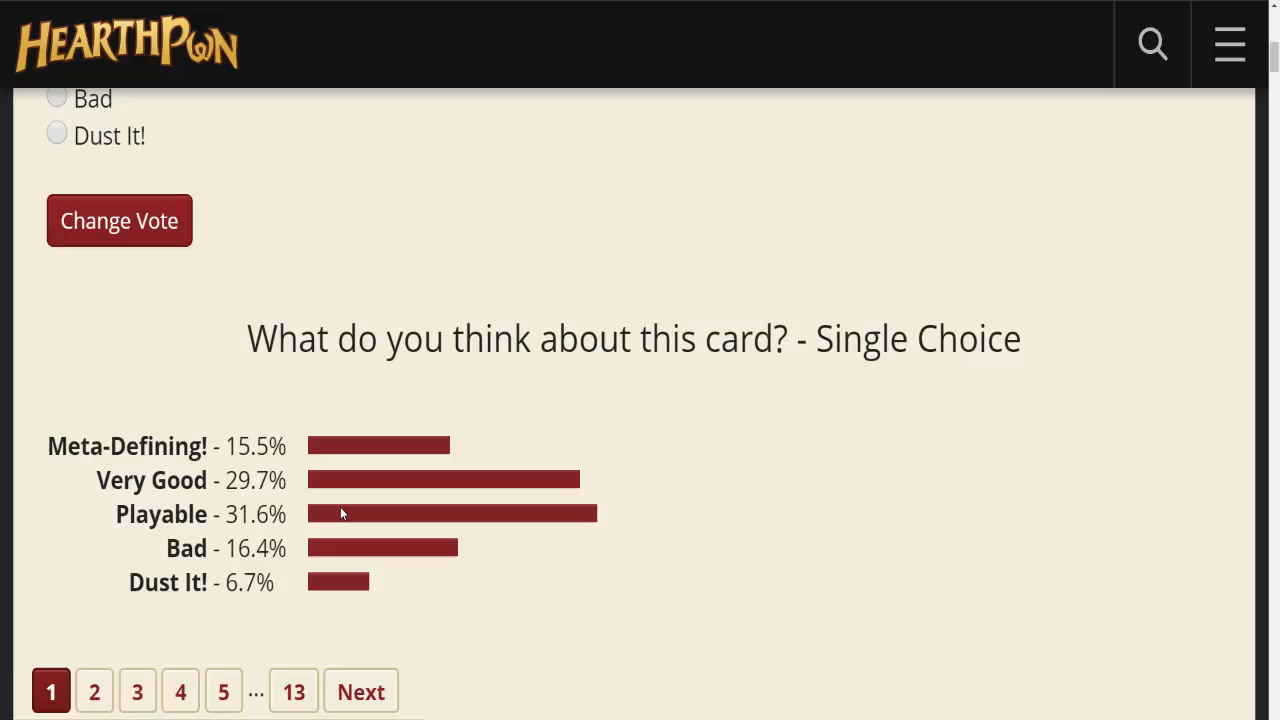 HEARTHPWN
Bad
Dust It!
Change Vote
What do you think about this card? - Single Choice
Meta-Defining! - 15.5%
Very Good - 29.7%
Playable - 31.6%
Bad - 16.4%
Dust It! - 6.7%
1 2 3 4 5 ... 13 Next